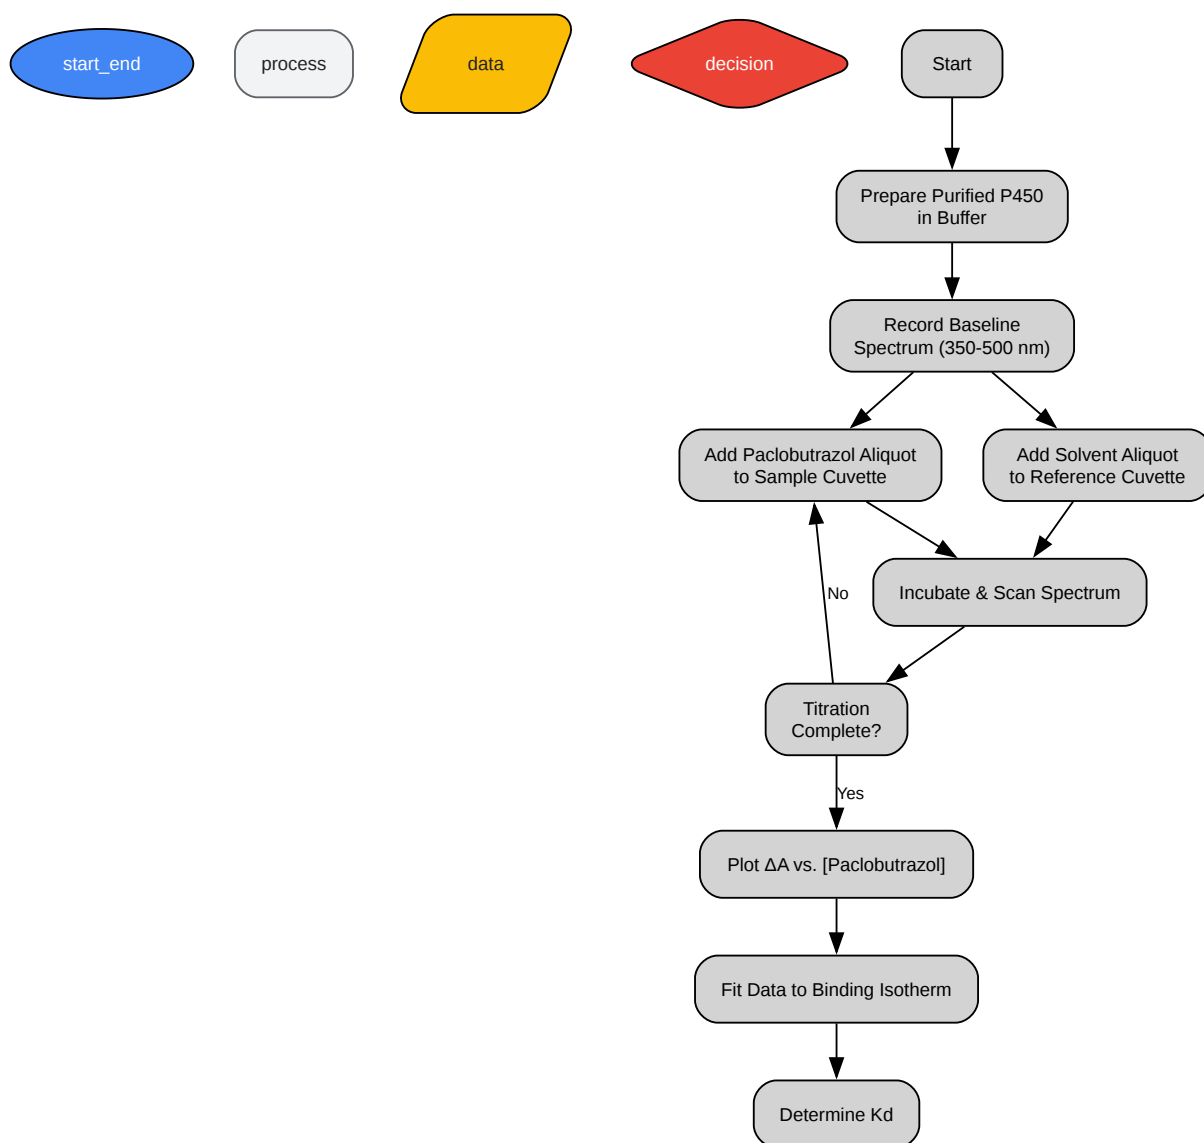 start_end
process
data
decision
Start
Prepare Purified P450
in Buffer
Record Baseline
Spectrum (350-500 nm)
Add Paclobutrazol Aliquot
to Sample Cuvette
Add Solvent Aliquot
to Reference Cuvette
No
Incubate & Scan Spectrum
Titration
Complete?
Yes
Plot ΔA vs. [Paclobutrazol]
Fit Data to Binding Isotherm
Determine Kd